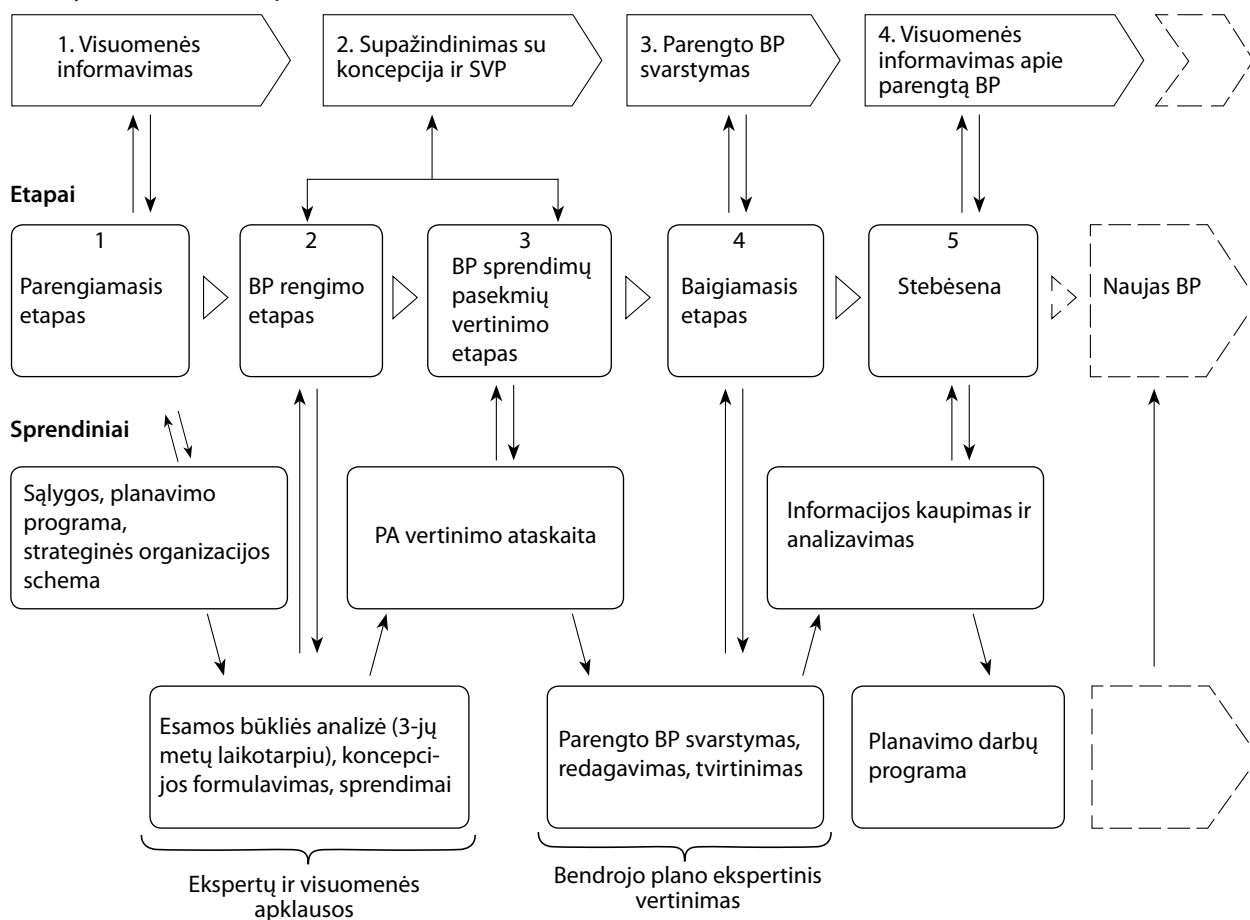 1. Visuomenės
informavimas
2. Supažindinimas su
koncepcija ir SVP
3. Parengto BP
svarstymas
4. Visuomenės
informavimas apie
parengtą BP
Etapai
1
Parengiamasis
etapas
2
BP rengimo
etapas
3
BP sprendimų
pasekmių
vertinimo
etapas
4
Baigiamasis
etapas
5
Stebėsena
Naujas BP
Sprendiniai
Sąlygos, planavimo
programa,
strateginės organizacijos
schema
PA vertinimo ataskaita
Informacijos kaupimas ir
analizavimas
Esamos būkliės analizė (3-jų
metų laikotarpiu), koncepci-
jos formulavimas, sprendimai
Parengto BP svarstymas,
redagavimas, tvirtinimas
Planavimo darbų
programa
Ekspertų ir visuomenės
apklausos
Bendrojo plano ekspertinis
vertinimas